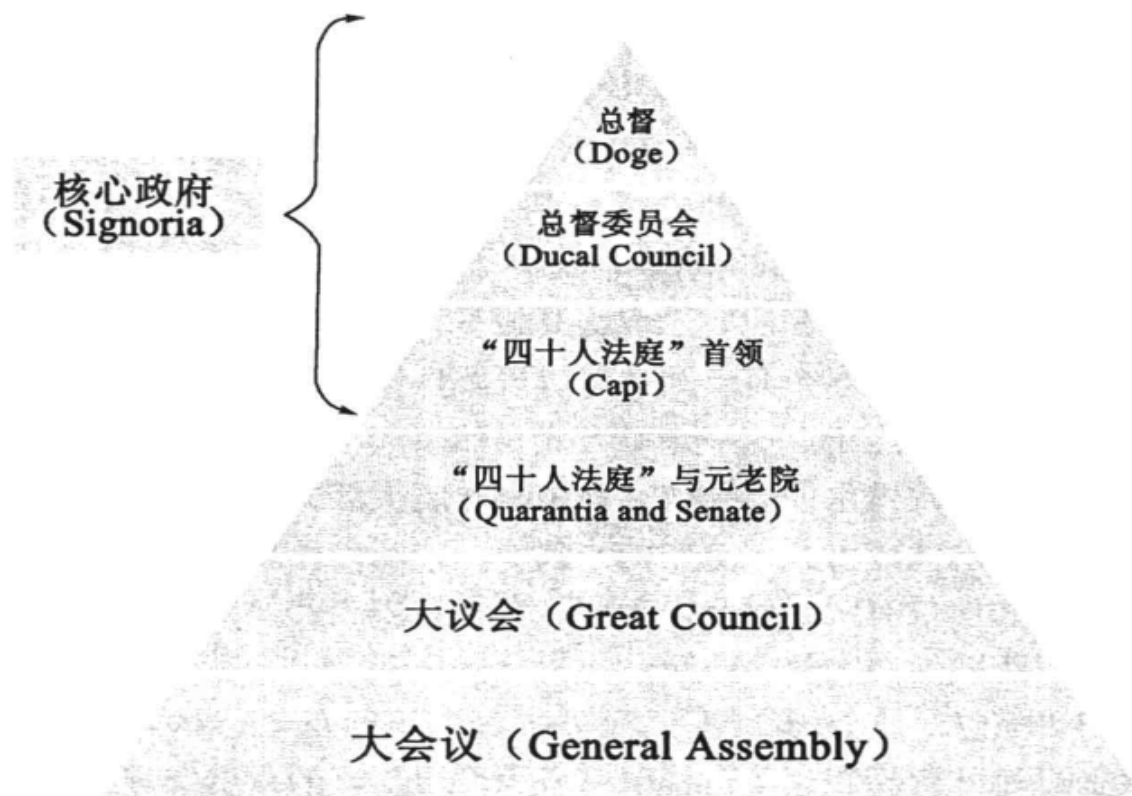 核心政府
（Signoria）
总督
（Doge）
总督委员会
（Ducal Council）
“四十人法庭”首领
（Capi）
“四十人法庭”与元老院
（Quarantia and Senate）
大议会（Great Council）
大会议（General Assembly）